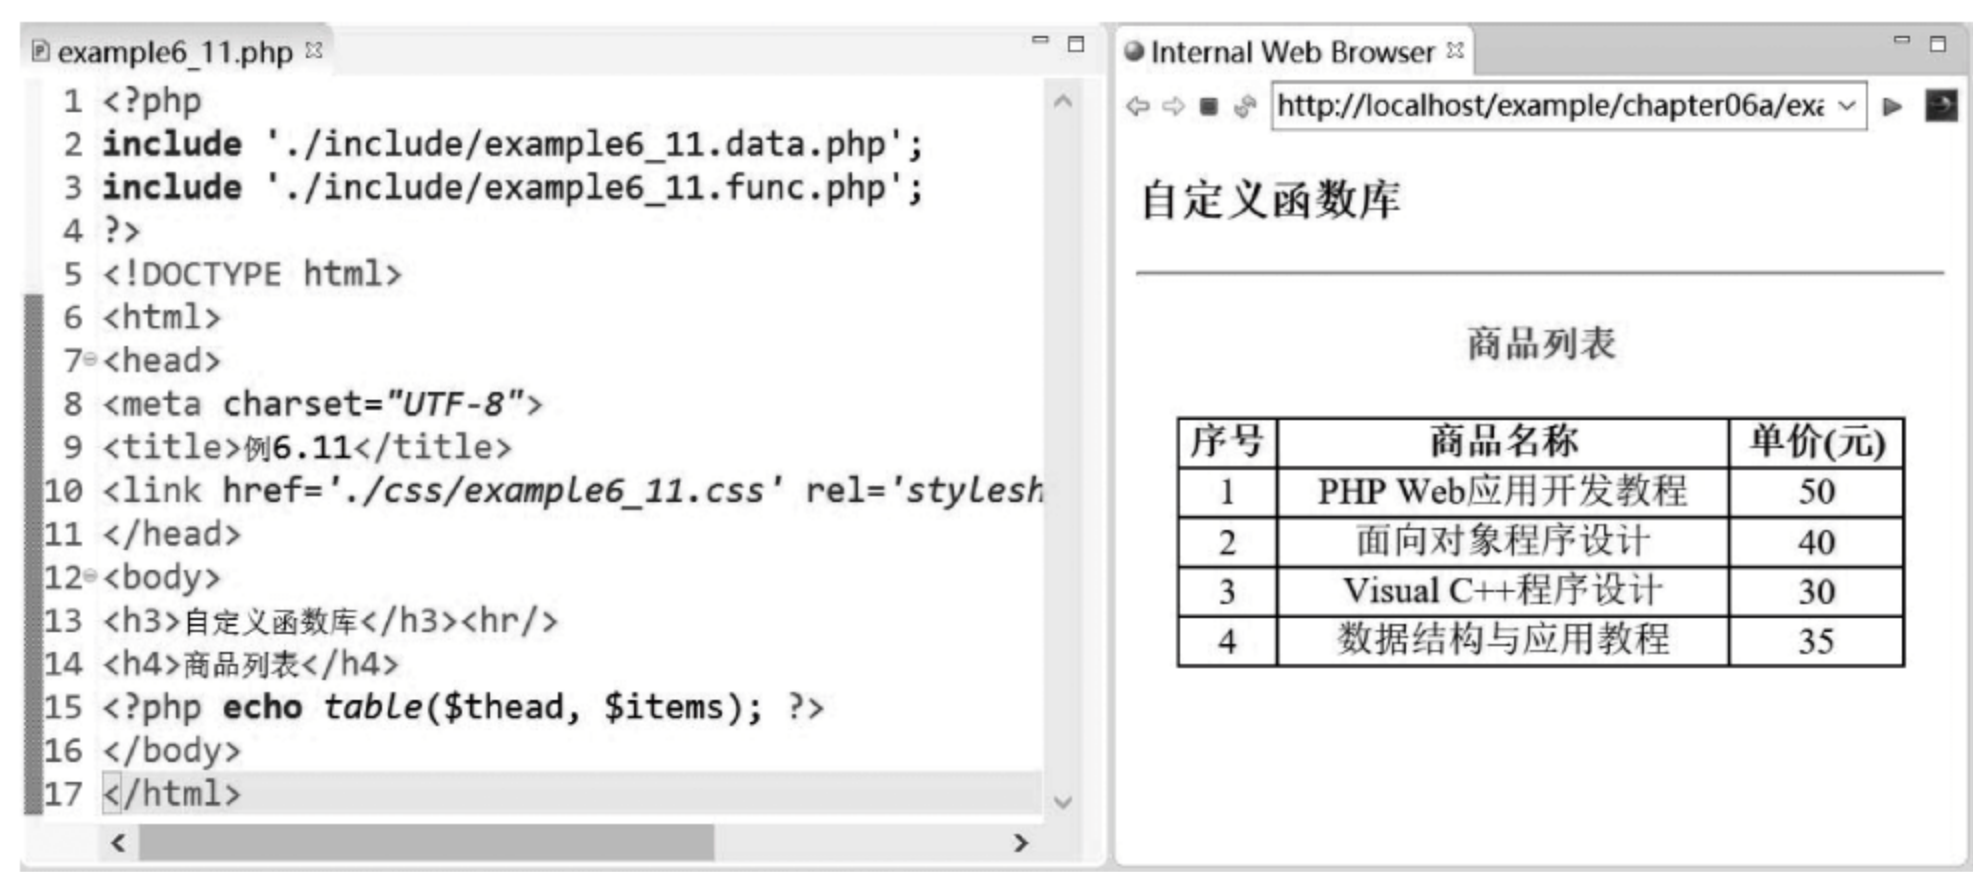 example6_11.php
1 <?php
2 include './include/example6_11.data.php';
3 include './include/example6_11.func.php';
4 ?>
5 <!DOCTYPE html>
6 <html>
7 <head>
8 <meta charset="UTF-8">
9 <title>例6.11</title>
10 <link href='./css/example6_11.css' rel='stylesh
11 </head>
12 <body>
13 <h3>自定义函数库</h3><hr/>
14 <h4>商品列表</h4>
15 <?php echo table($thead, $items); ?>
16 </body>
17 </html>
Internal Web Browser
http://localhost/example/chapter06a/exa
自定义函数库
商品列表
序号 商品名称 单价(元)
1 PHP Web应用开发教程 50
2 面向对象程序设计 40
3 Visual C++程序设计 30
4 数据结构与应用教程 35